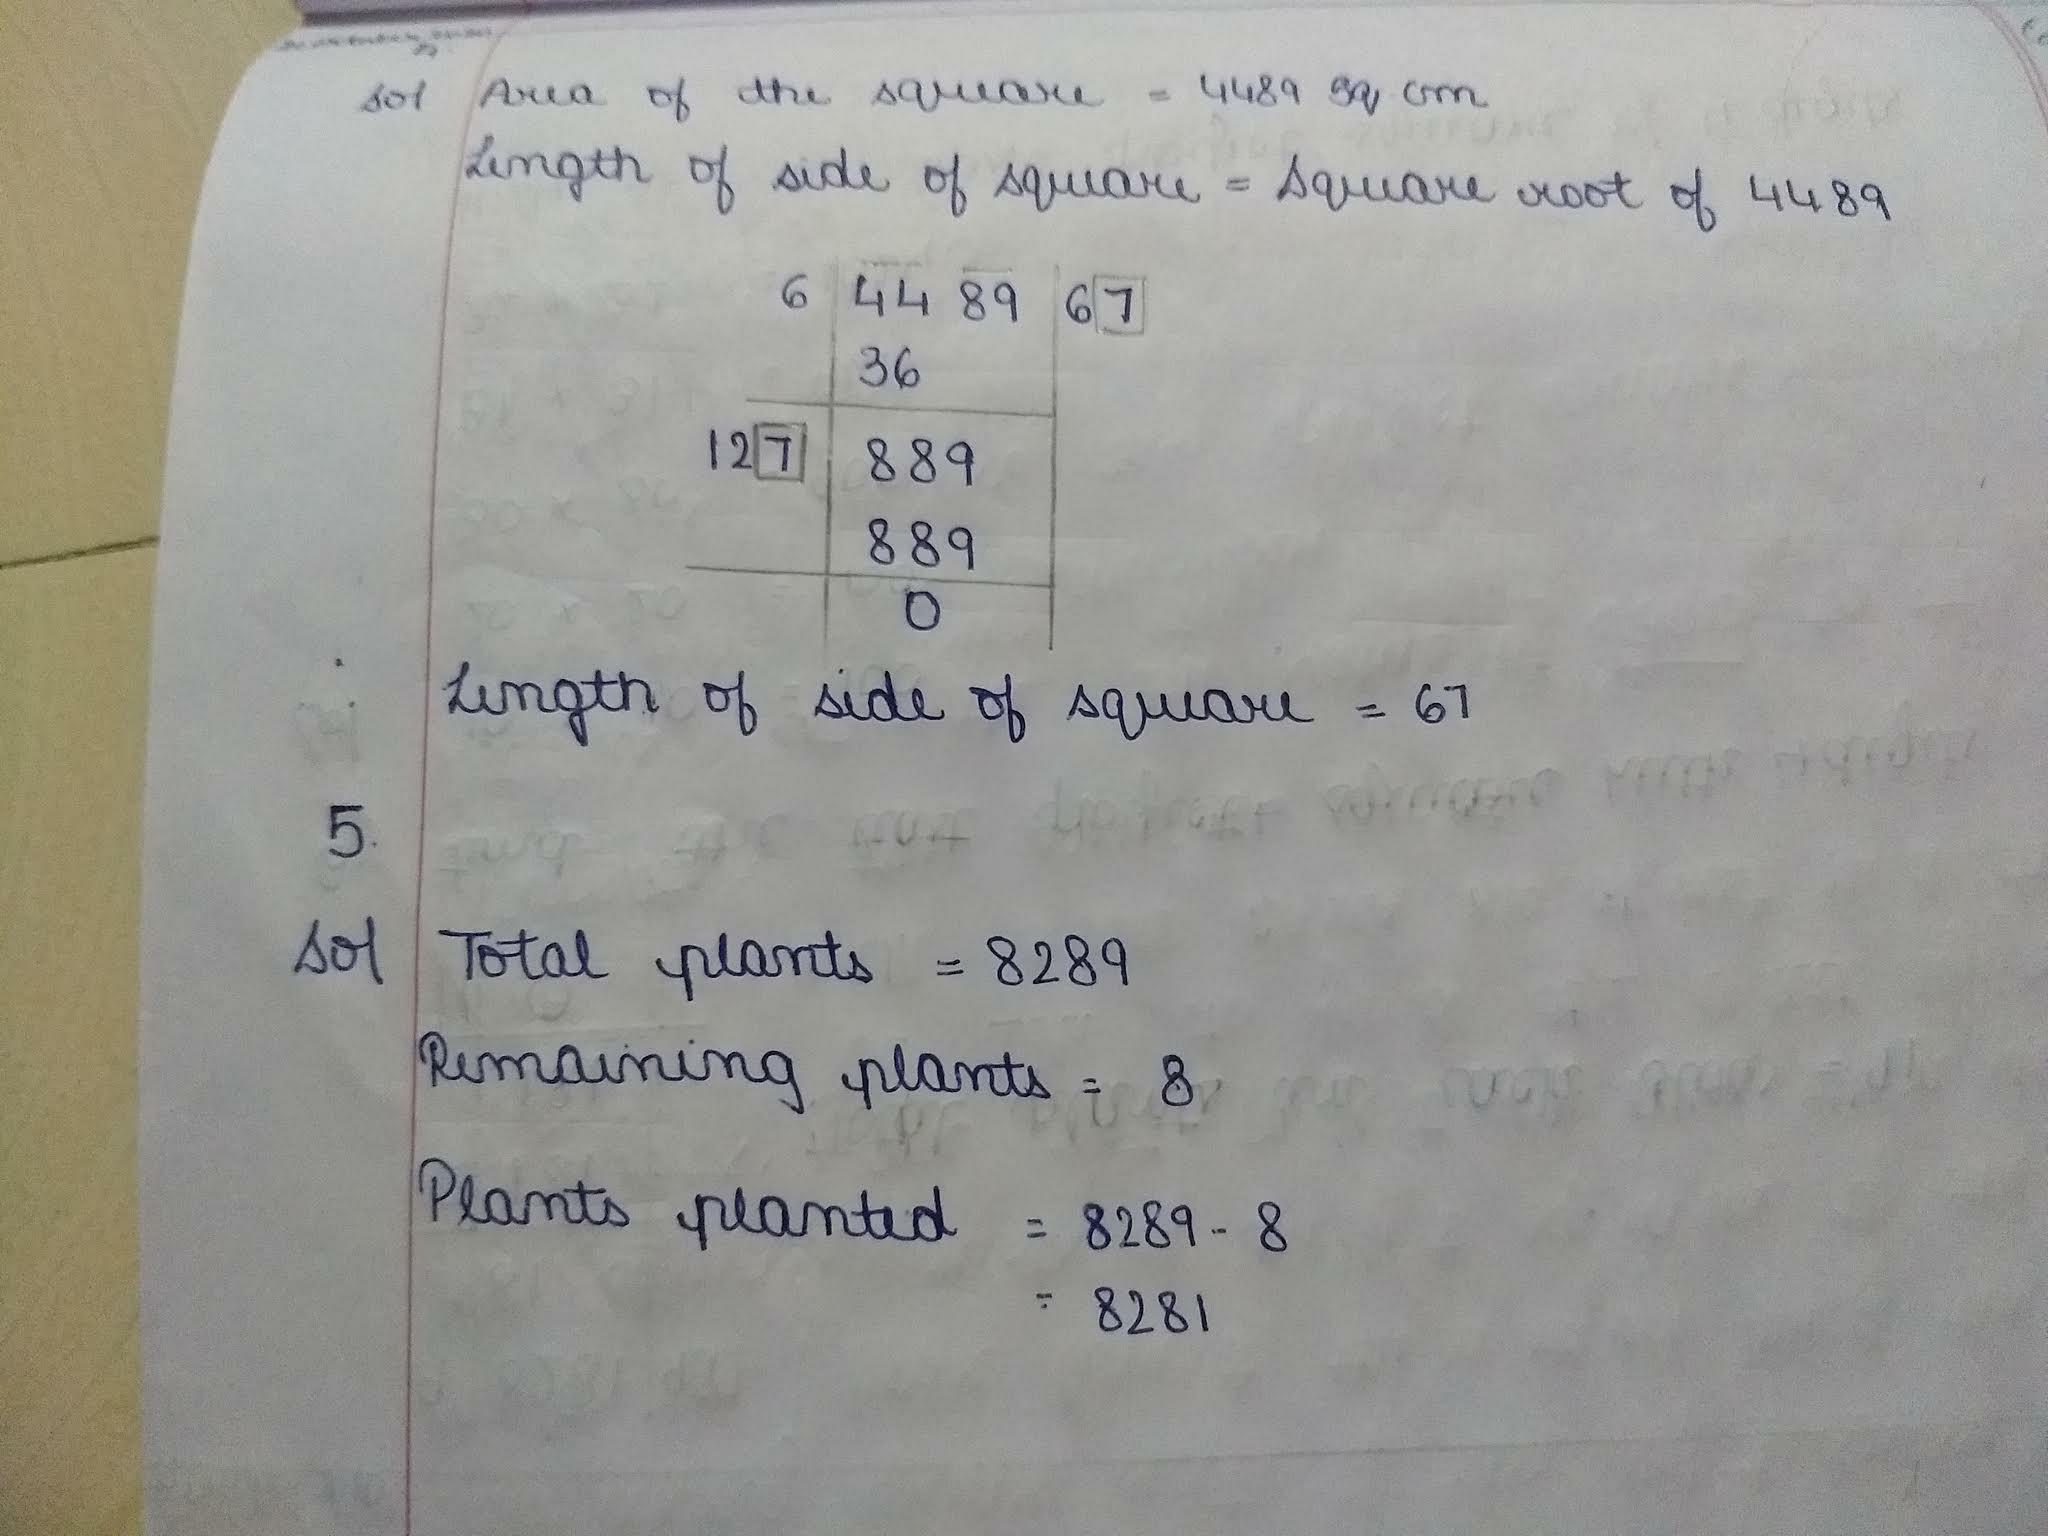 Sol Area of the square = 4489 sq cm
Length of side of square = Square root of 4489
6 44 89 67
36
127 889
889
0
Length of side of square = 67
5.
Sol Total plants = 8289
Remaining plants = 8
Plants planted = 8289 - 8
= 8281